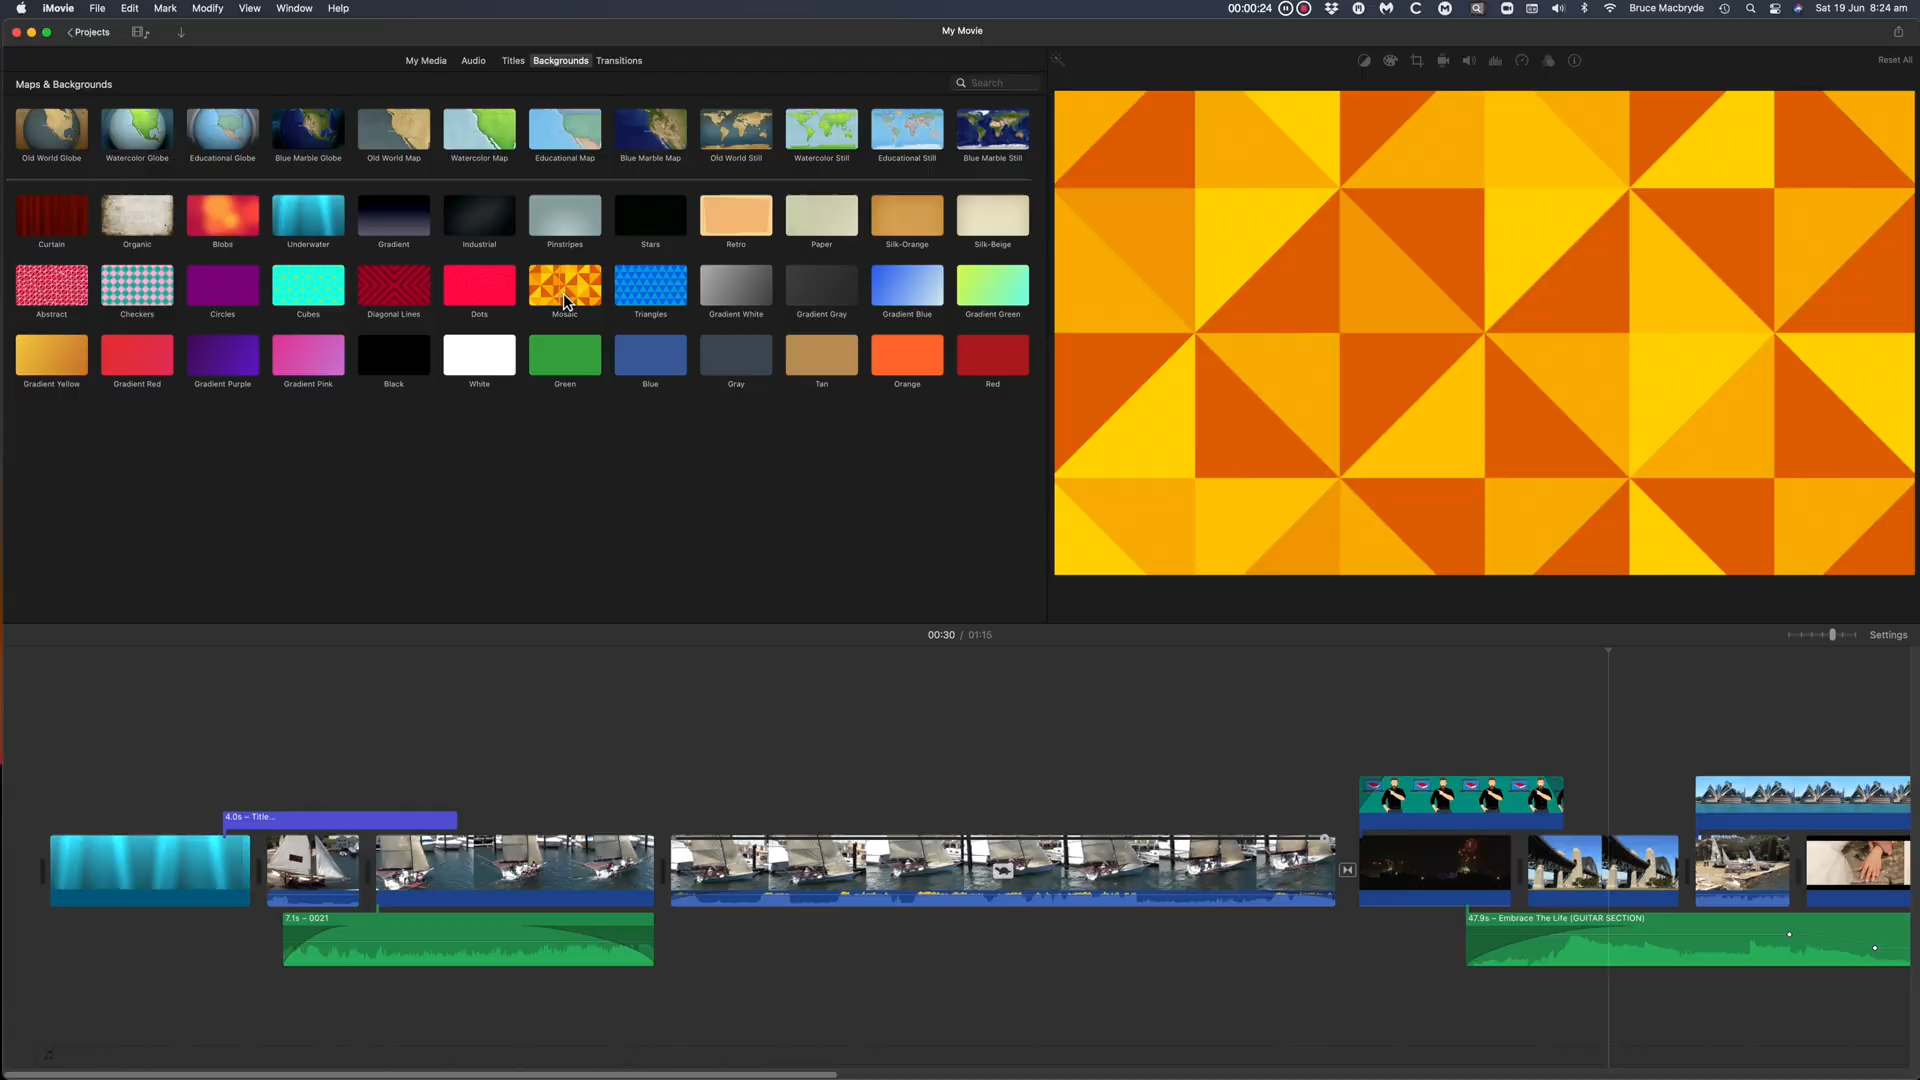 iMovie File Edit Mark Modify View Window Help 00:00:24 Bruce Macbryde Sat 19 Jun 8:24 am
Projects My Movie
My Media Audio Titles Backgrounds Transitions Reset All
Maps & Backgrounds Search
Old World Globe Watercolor Globe Educational Globe Blue Marble Globe Old World Map Watercolor Map Educational Map Blue Marble Map Old World Still Watercolor Still Educational Still Blue Marble Still
Curtain Organic Blobs Underwater Gradient Industrial Pinstripes Stars Retro Paper Silk-Orange Silk-Beige
Abstract Checkers Circles Cubes Diagonal Lines Dots Mosaic Triangles Gradient White Gradient Gray Gradient Blue Gradient Green
Gradient Yellow Gradient Red Gradient Purple Gradient Pink Black White Green Blue Gray Tan Orange Red
00:30 / 01:15 Settings
4.0s – Title...
7.1s – 0021 47.9s – Embrace The Life (GUITAR SECTION)